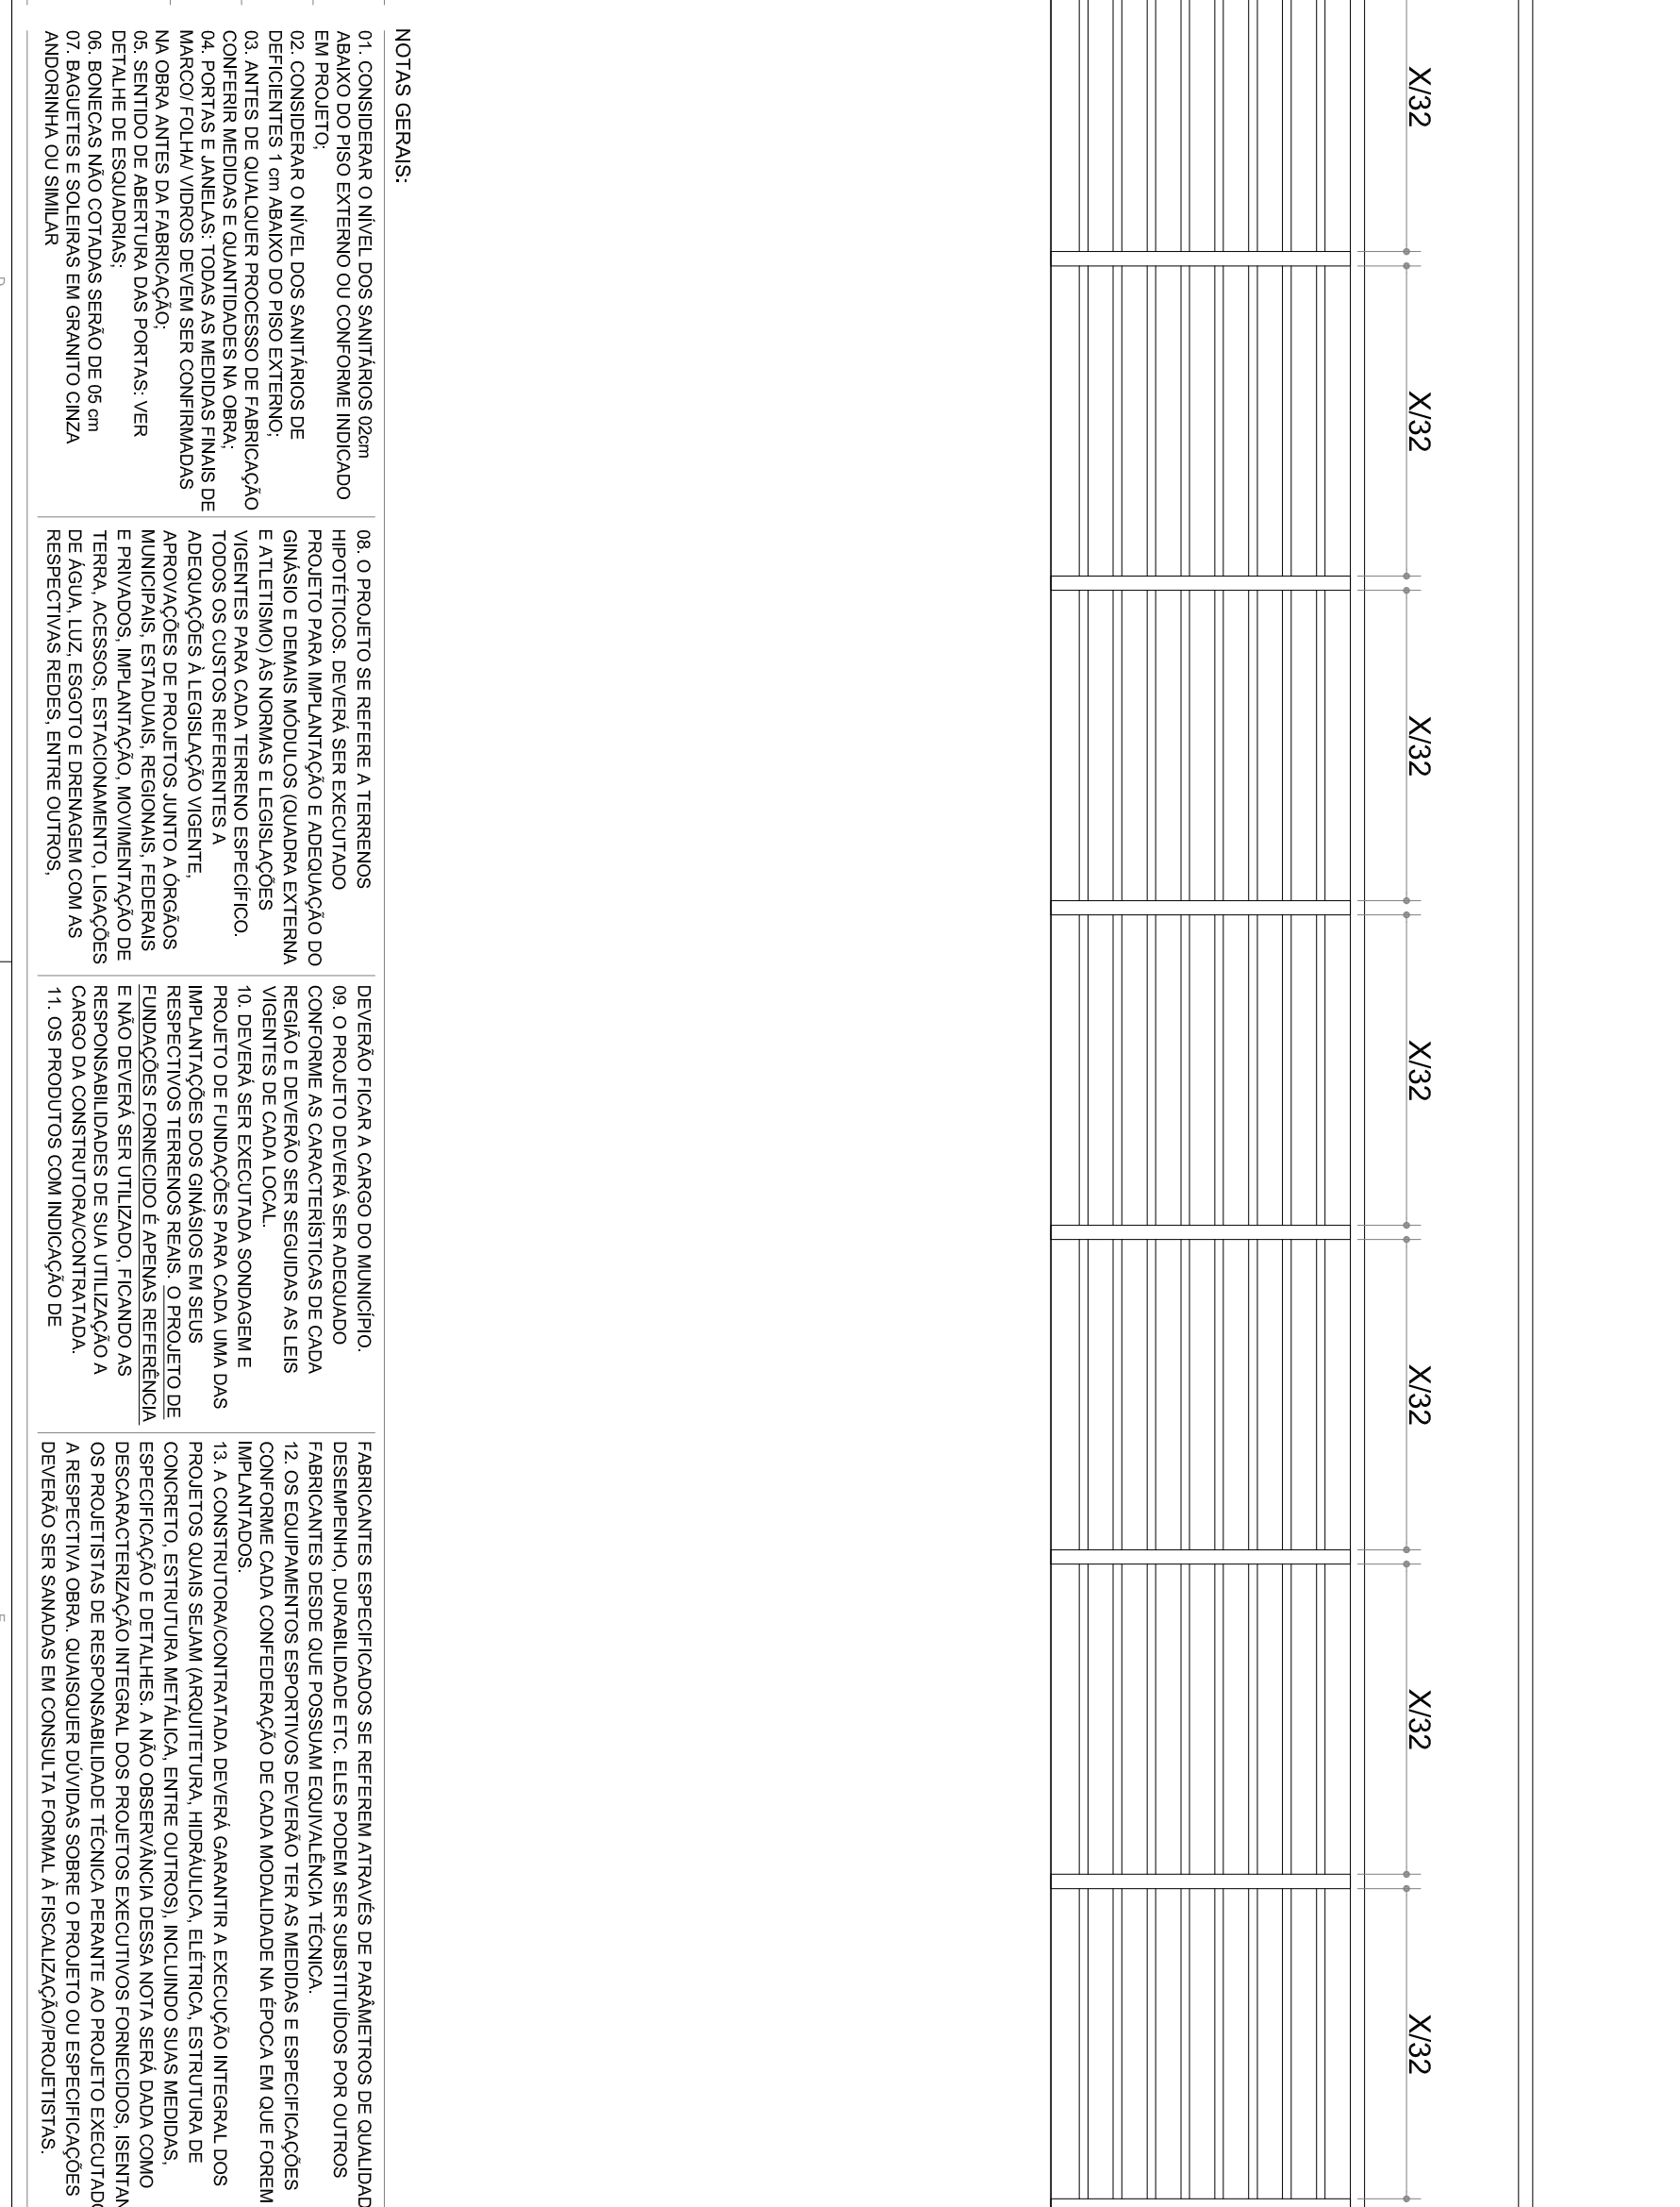 X/32
X/32
X/32
X/32
X/32
X/32
X/32
NOTAS GERAIS:
01. CONSIDERAR O NÍVEL DOS SANITÁRIOS 02cm
ABAIXO DO PISO EXTERNO OU CONFORME INDICADO
EM PROJETO;
02. CONSIDERAR O NÍVEL DOS SANITÁRIOS DE
DEFICIENTES 1 cm ABAIXO DO PISO EXTERNO;
03. ANTES DE QUALQUER PROCESSO DE FABRICAÇÃO
CONFERIR MEDIDAS E QUANTIDADES NA OBRA;
04. PORTAS E JANELAS: TODAS AS MEDIDAS FINAIS DE
MARCO/ FOLHA/ VIDROS DEVEM SER CONFIRMADAS
NA OBRA ANTES DA FABRICAÇÃO;
05. SENTIDO DE ABERTURA DAS PORTAS: VER
DETALHE DE ESQUADRIAS;
06. BONECAS NÃO COTADAS SERÃO DE 05 cm
07. BAGUETES E SOLEIRAS EM GRANITO CINZA
ANDORINHA OU SIMILAR
08. O PROJETO SE REFERE A TERRENOS
HIPOTÉTICOS. DEVERÁ SER EXECUTADO
PROJETO PARA IMPLANTAÇÃO E ADEQUAÇÃO DO
GINÁSIO E DEMAIS MÓDULOS (QUADRA EXTERNA
E ATLETISMO) ÀS NORMAS E LEGISLAÇÕES
VIGENTES PARA CADA TERRENO ESPECÍFICO.
TODOS OS CUSTOS REFERENTES A
ADEQUAÇÕES À LEGISLAÇÃO VIGENTE,
APROVAÇÕES DE PROJETOS JUNTO A ÓRGÃOS
MUNICIPAIS, ESTADUAIS, REGIONAIS, FEDERAIS
E PRIVADOS, IMPLANTAÇÃO, MOVIMENTAÇÃO DE
TERRA, ACESSOS, ESTACIONAMENTO, LIGAÇÕES
DE ÁGUA, LUZ, ESGOTO E DRENAGEM COM AS
RESPECTIVAS REDES, ENTRE OUTROS,
DEVERÃO FICAR A CARGO DO MUNICÍPIO.
09. O PROJETO DEVERÁ SER ADEQUADO
CONFORME AS CARACTERÍSTICAS DE CADA
REGIÃO E DEVERÃO SER SEGUIDAS AS LEIS
VIGENTES DE CADA LOCAL.
10. DEVERÁ SER EXECUTADA SONDAGEM E
PROJETO DE FUNDAÇÕES PARA CADA UMA DAS
IMPLANTAÇÕES DOS GINÁSIOS EM SEUS
RESPECTIVOS TERRENOS REAIS. O PROJETO DE
FUNDAÇÕES FORNECIDO É APENAS REFERÊNCIA
E NÃO DEVERÁ SER UTILIZADO, FICANDO AS
RESPONSABILIDADES DE SUA UTILIZAÇÃO A
CARGO DA CONSTRUTORA/CONTRATADA.
11. OS PRODUTOS COM INDICAÇÃO DE
FABRICANTES ESPECIFICADOS SE REFEREM ATRAVÉS DE PARÂMETROS DE QUALIDAD
DESEMPENHO, DURABILIDADE ETC. ELES PODEM SER SUBSTITUÍDOS POR OUTROS
FABRICANTES DESDE QUE POSSUAM EQUIVALÊNCIA TÉCNICA.
12. OS EQUIPAMENTOS ESPORTIVOS DEVERÃO TER AS MEDIDAS E ESPECIFICAÇÕES
CONFORME CADA CONFEDERAÇÃO DE CADA MODALIDADE NA ÉPOCA EM QUE FOREM
IMPLANTADOS.
13. A CONSTRUTORA/CONTRATADA DEVERÁ GARANTIR A EXECUÇÃO INTEGRAL DOS
PROJETOS QUAIS SEJAM (ARQUITETURA, HIDRÁULICA, ELÉTRICA, ESTRUTURA DE
CONCRETO, ESTRUTURA METÁLICA, ENTRE OUTROS), INCLUINDO SUAS MEDIDAS,
ESPECIFICAÇÃO E DETALHES. A NÃO OBSERVÂNCIA DESSA NOTA SERÁ DADA COMO
DESCARACTERIZAÇÃO INTEGRAL DOS PROJETOS EXECUTIVOS FORNECIDOS, ISENTAN
OS PROJETISTAS DE RESPONSABILIDADE TÉCNICA PERANTE AO PROJETO EXECUTADO
A RESPECTIVA OBRA. QUAISQUER DÚVIDAS SOBRE O PROJETO OU ESPECIFICAÇÕES
DEVERÃO SER SANADAS EM CONSULTA FORMAL À FISCALIZAÇÃO/PROJETISTAS.